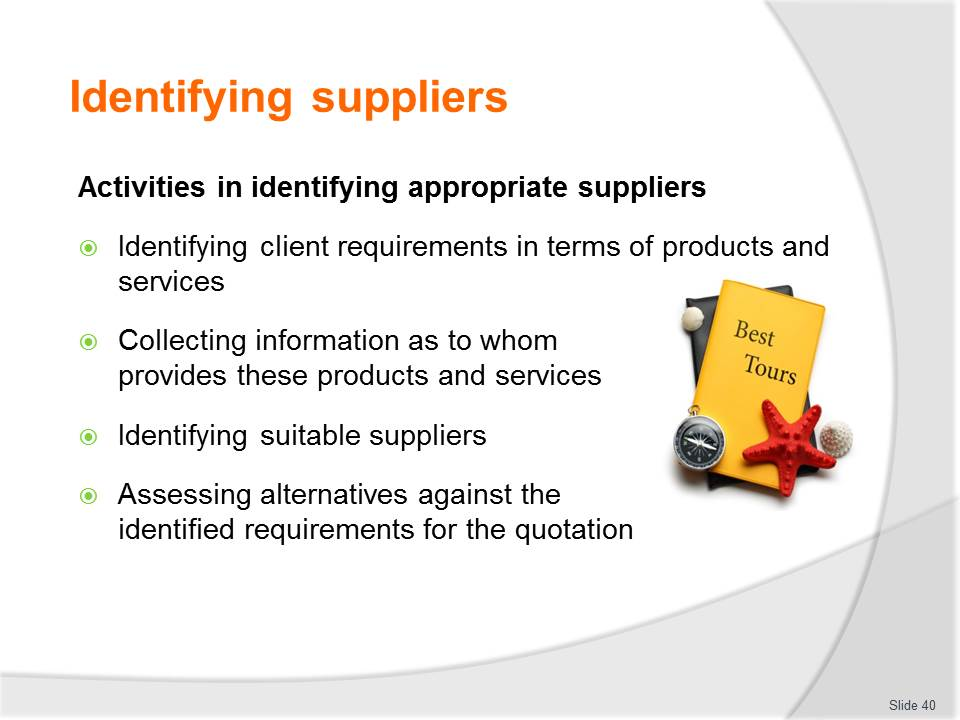 Identifying suppliers
Activities in identifying appropriate suppliers
Identifying client requirements in terms of products and
services
Collecting information as to whom
provides these products and services
Identifying suitable suppliers
Assessing alternatives against the
identified requirements for the quotation
Best
Tours
Slide 40